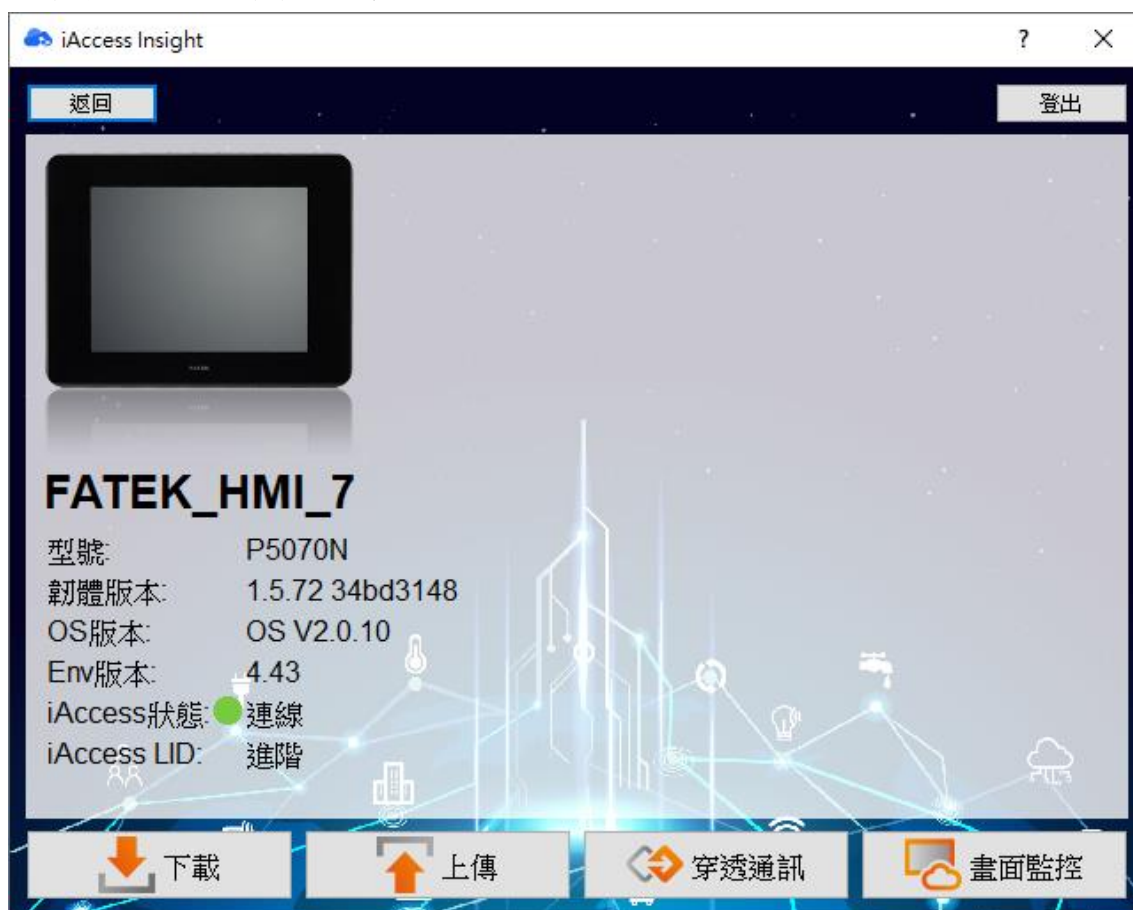 iAccess Insight
?
返回
登出
FATEK
FATEK_HMI_7
型號: P5070N
韌體版本: 1.5.72 34bd3148
OS版本: OS V2.0.10
Env版本: 4.43
iAccess狀態: 連線
iAccess LID: 進階
下載
上傳
穿透通訊
畫面監控